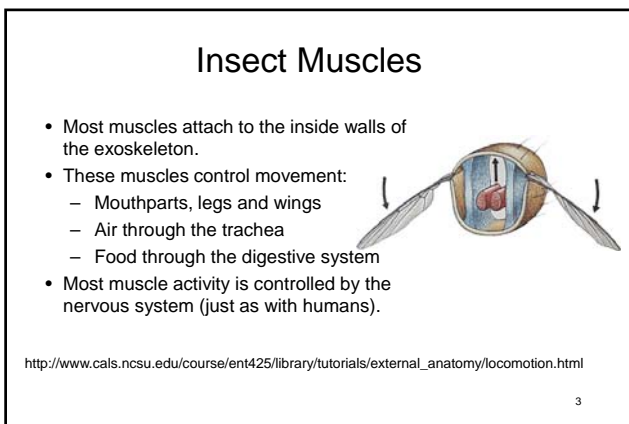 Insect Muscles
• Most muscles attach to the inside walls of
the exoskeleton.
• These muscles control movement:
– Mouthparts, legs and wings
– Air through the trachea
– Food through the digestive system
• Most muscle activity is controlled by the
nervous system (just as with humans).
http://www.cals.ncsu.edu/course/ent425/library/tutorials/external_anatomy/locomotion.html
3